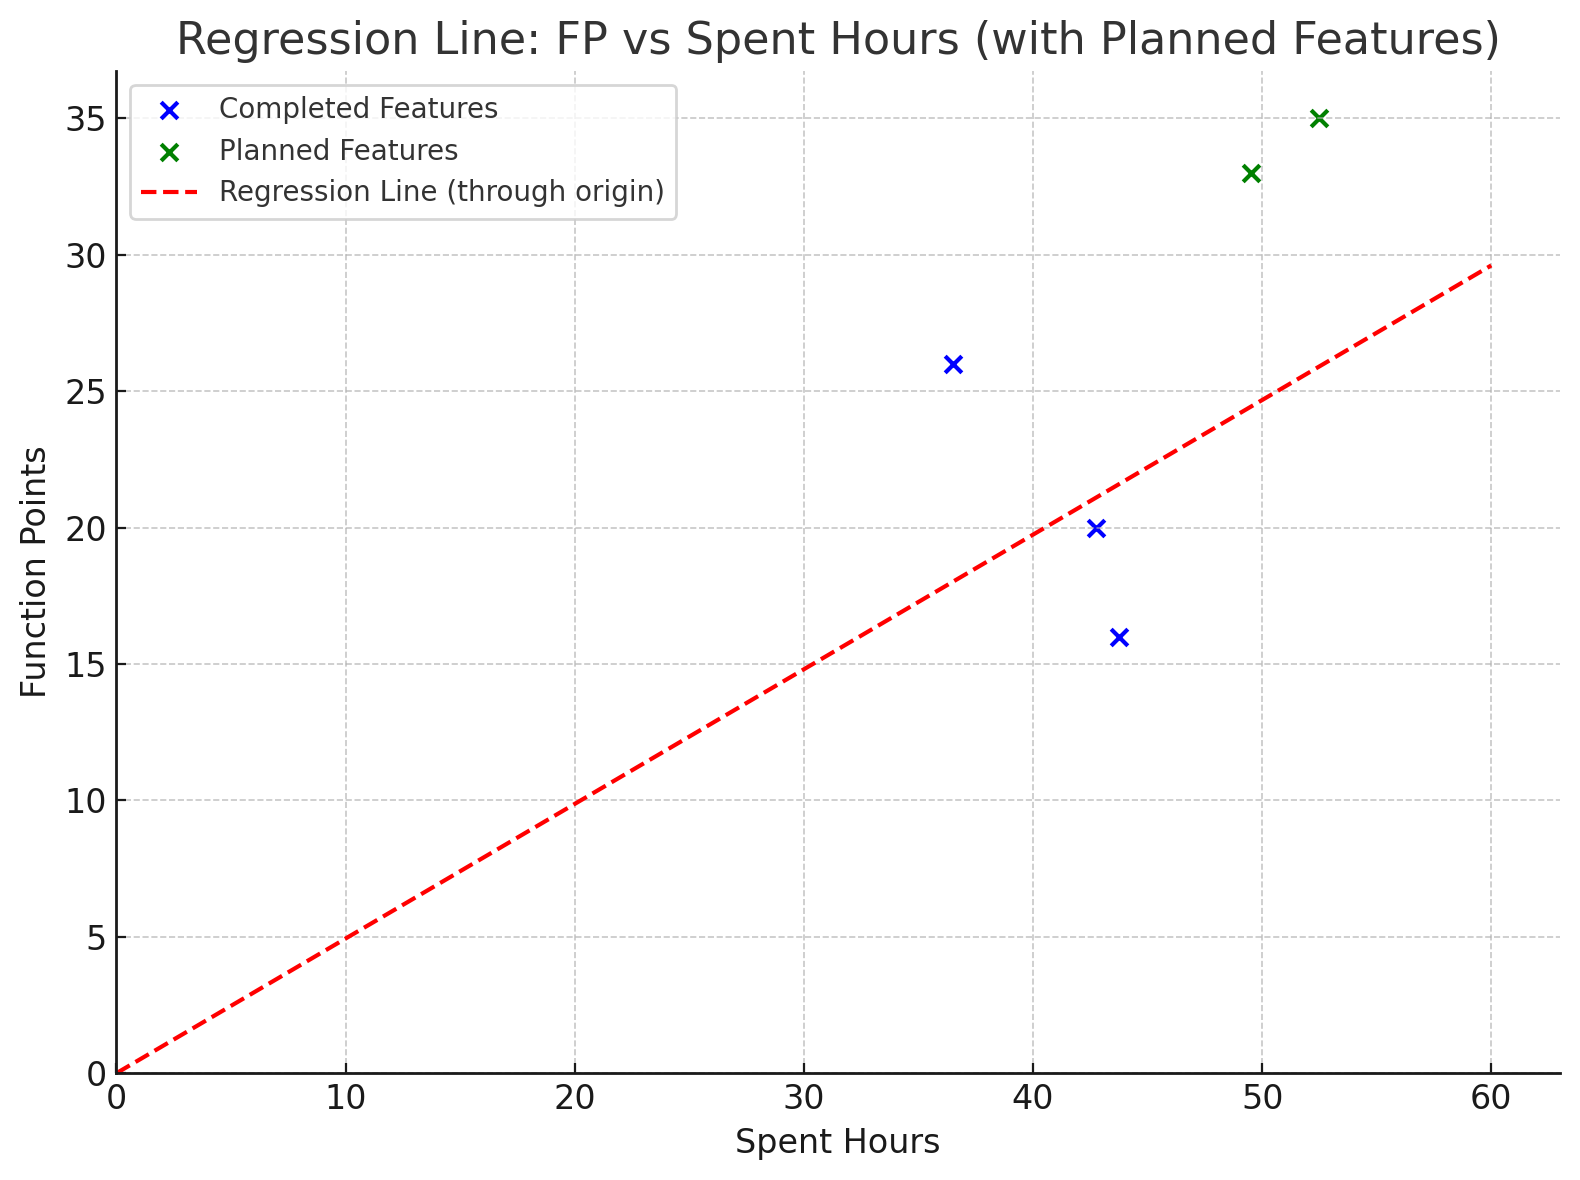 Regression Line: FP vs Spent Hours (with Planned Features)
Completed Features
Planned Features
Regression Line (through origin)
Function Points
35
30
25
20
15
10
5
0
0 10 20 30 40 50 60
Spent Hours